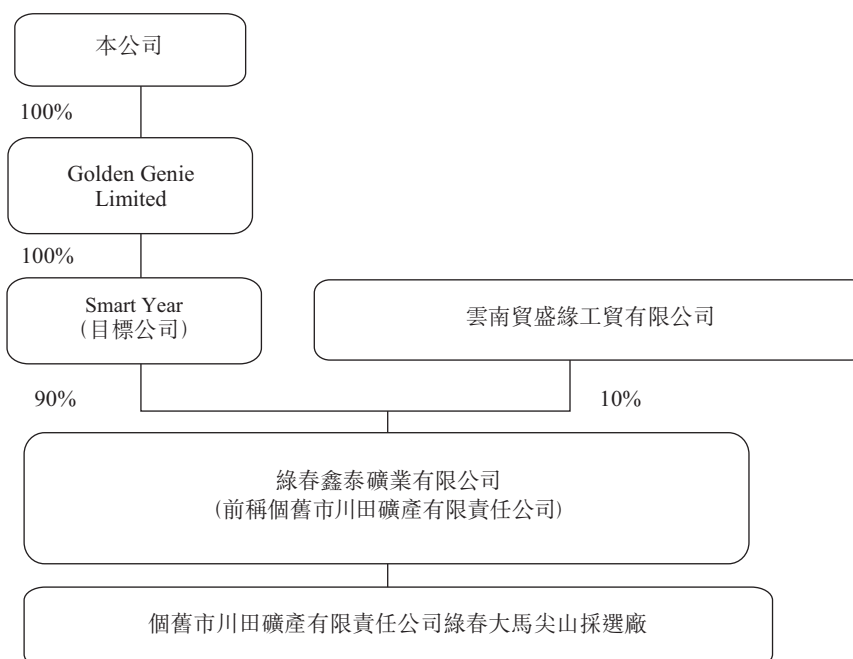 本公司
100%
Golden Genie
Limited
100%
Smart Year
(目標公司)
雲南貿盛緣工貿有限公司
90%
10%
綠春鑫泰礦業有限公司
(前稱個舊市川田礦產有限責任公司)
個舊市川田礦產有限責任公司綠春大馬尖山採選廠